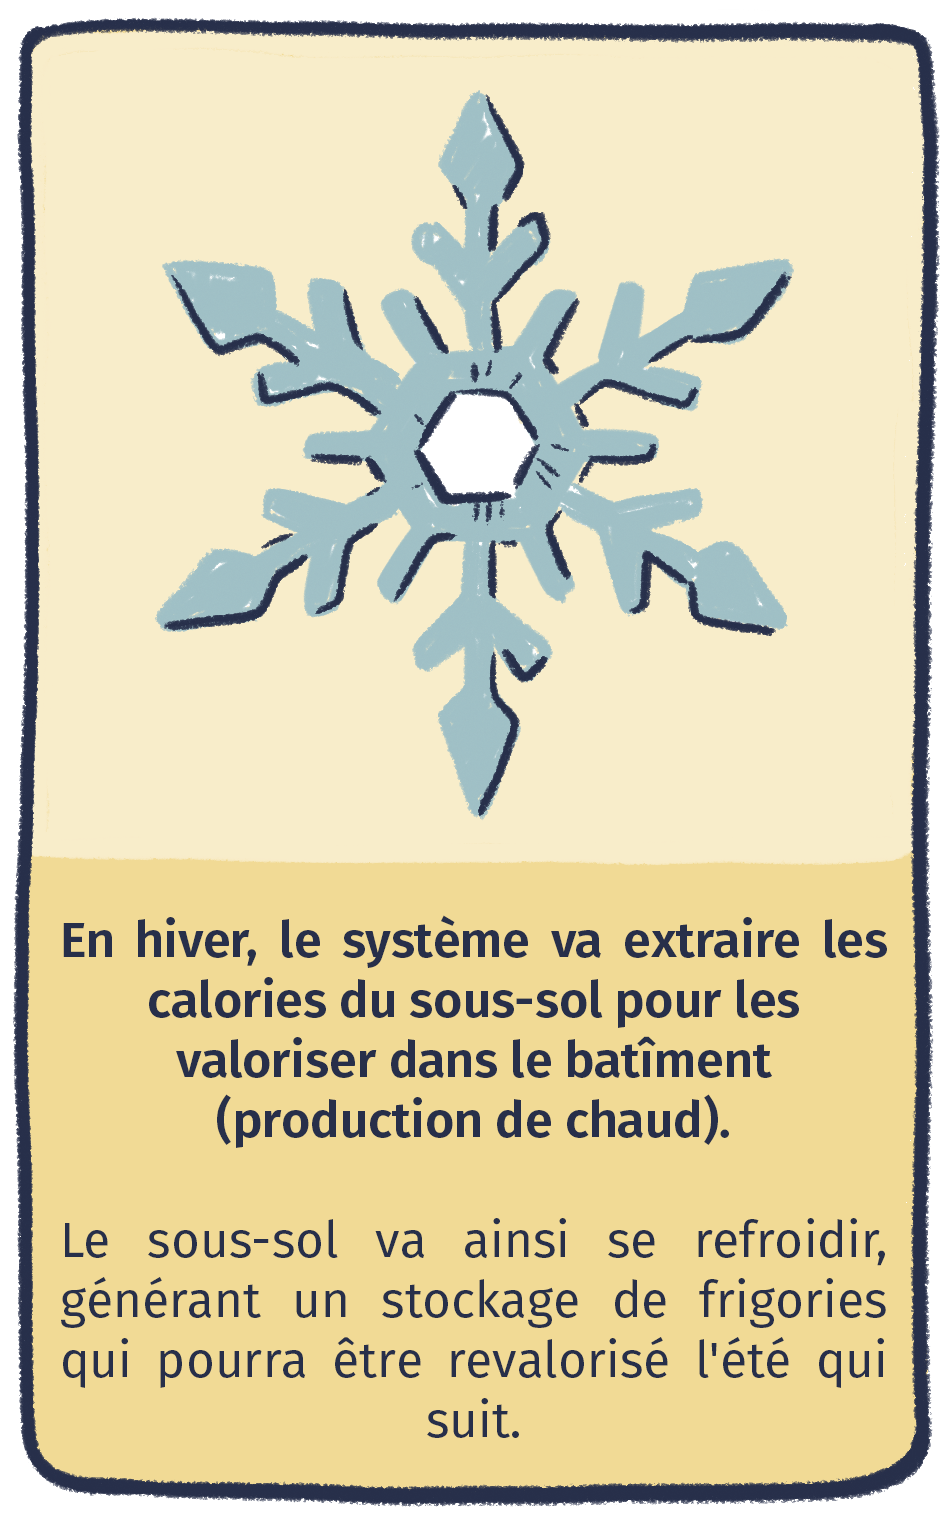 En hiver, le système va extraire les
calories du sous-sol pour les
valoriser dans le batîment
(production de chaud).
Le sous-sol va ainsi se refroidir,
générant un stockage de frigories
qui pourra être revalorisé l'été qui
suit.